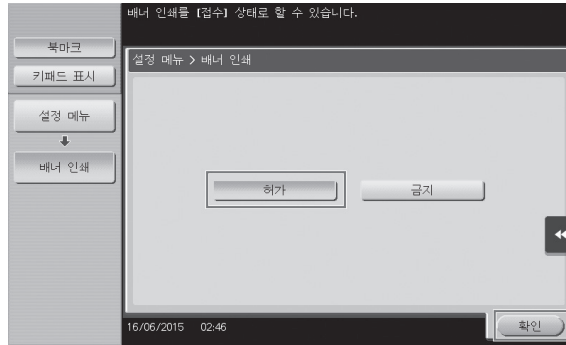 배너 인쇄를 [접수] 상태로 할 수 있습니다.
북마크
키패드 표시
설정 메뉴
배너 인쇄
설정 메뉴 > 배너 인쇄
허가
금지
16/06/2015 02:46
확인